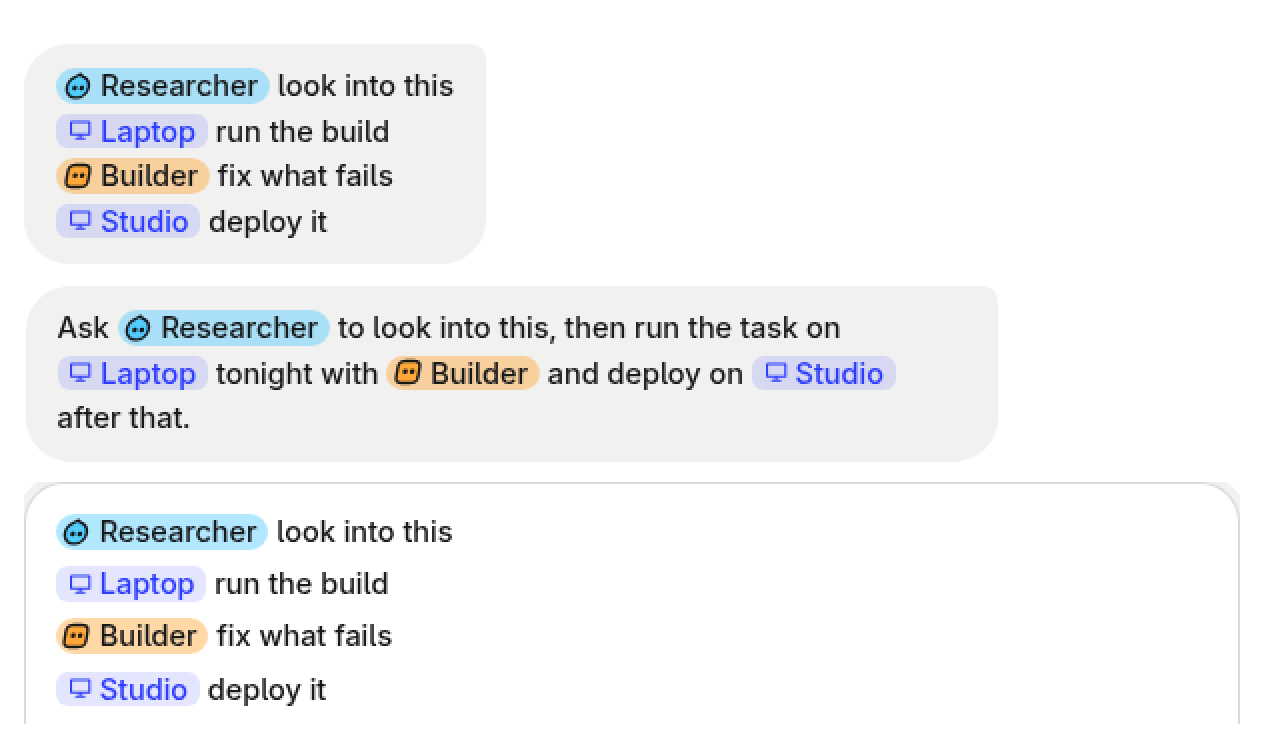 Researcher look into this
Laptop run the build
Builder fix what fails
Studio deploy it
Ask Researcher to look into this, then run the task on
Laptop tonight with Builder and deploy on Studio
after that.
Researcher look into this
Laptop run the build
Builder fix what fails
Studio deploy it